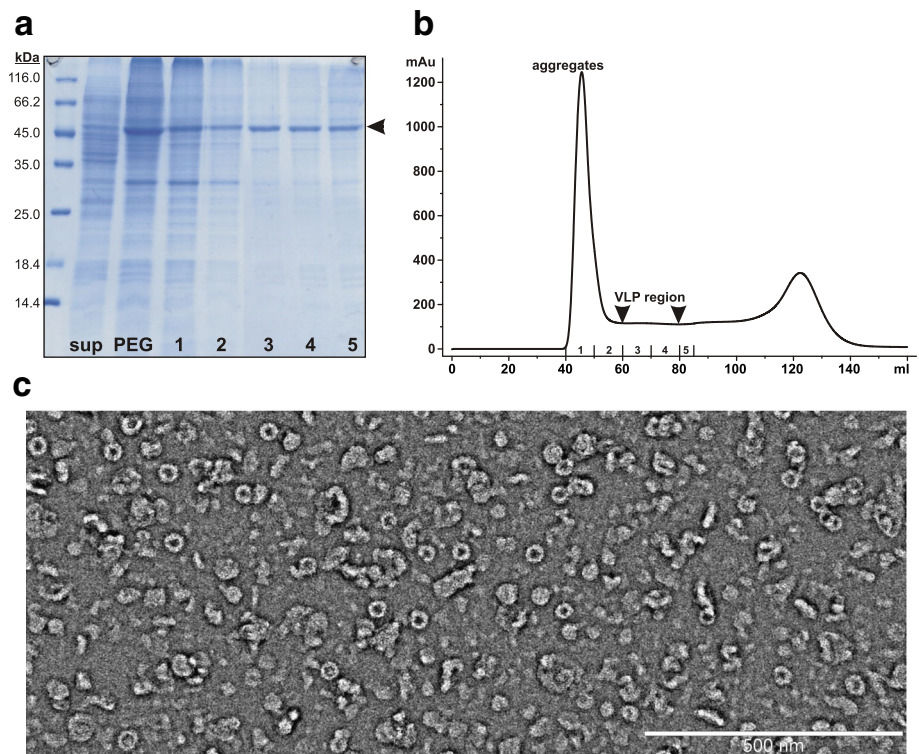 a
kDa
116.0
66.2
45.0
35.0
25.0
18.4
14.4
sup PEG 1 2 3 4 5
b
mAu
1200
1000
800
600
400
200
0
aggregates
VLP region
1 2 3 4 5
0 20 40 60 80 100 120 140 ml
c
500 nm